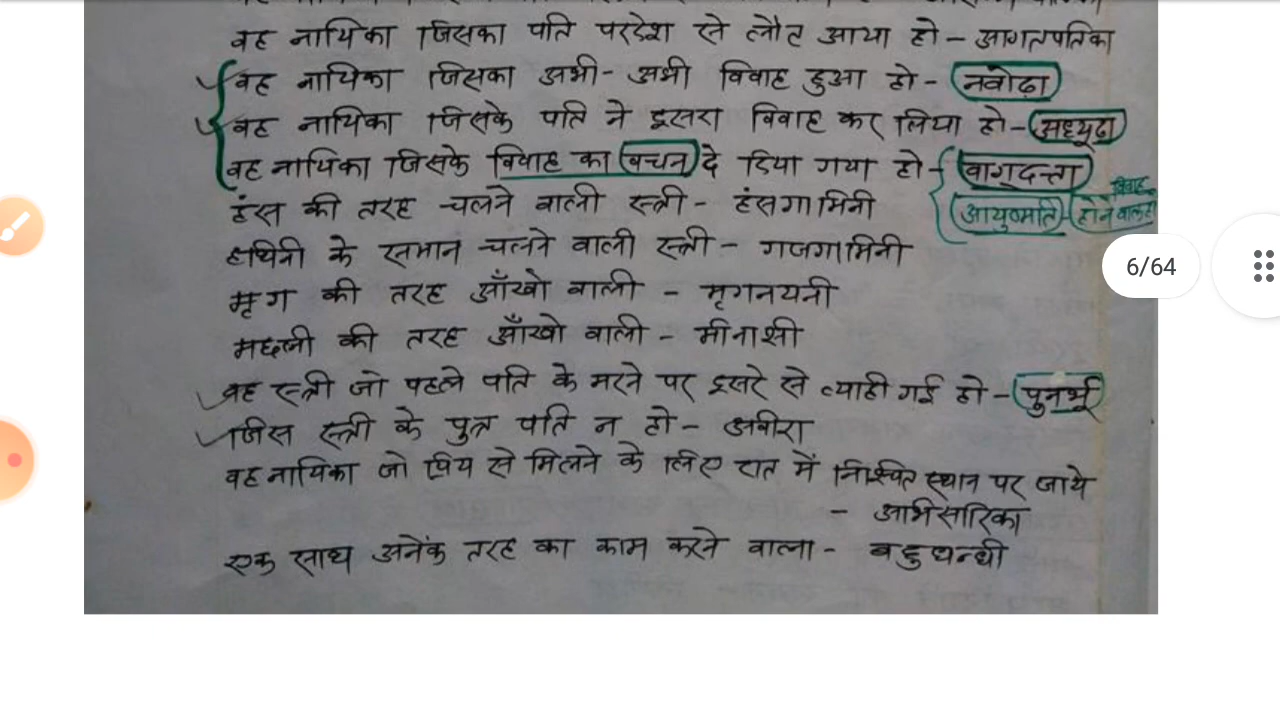 वह नायिका जिसका पति परदेश से लौट आया हो - आगतपतिका
वह नायिका जिसका अभी-अभी विवाह हुआ हो - नवोढ़ा
वह नायिका जिसके पति ने दूसरा विवाह कर लिया हो - अध्यूढ़ा
वह नायिका जिसके विवाह का वचन दे दिया गया हो - वाग्दन्ता
विवाह
हंस की तरह चलने वाली स्त्री - हंसगामिनी आयुष्मति - होने वाला हो
हथिनी के समान चलने वाली स्त्री - गजगामिनी
6/64
मृग की तरह आँखो वाली - मृगनयनी
मछली की तरह आँखो वाली - मीनाक्षी
वह स्त्री जो पहले पति के मरने पर दूसरे से व्याही गई हो - पुनर्भू
जिस स्त्री के पुत्र पति न हो - अवीरा
वह नायिका जो प्रिय से मिलने के लिए रात में निश्चित स्थान पर जाये
- अभिसारिका
एक साथ अनेक तरह का काम करने वाला - बहुधन्धी